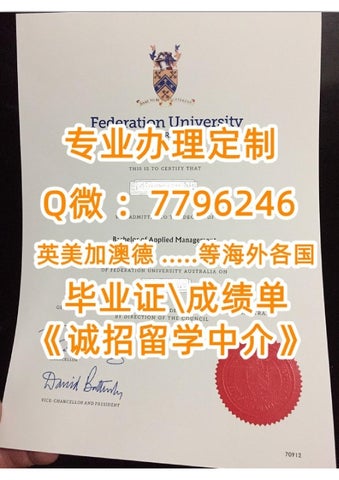 Federation University
THIS IS TO CERTIFY THAT
专业办理定制
Q微：7796246
Bachelor of Applied Management
英美加澳德 ......等海外各国
OF FEDERATION UNIVERSITY AUSTRALIA ON
毕业证\成绩单
BY DIRECTION OF THE COUNCIL
《诚招留学中介》
VICE-CHANCELLOR AND PRESIDENT
70912